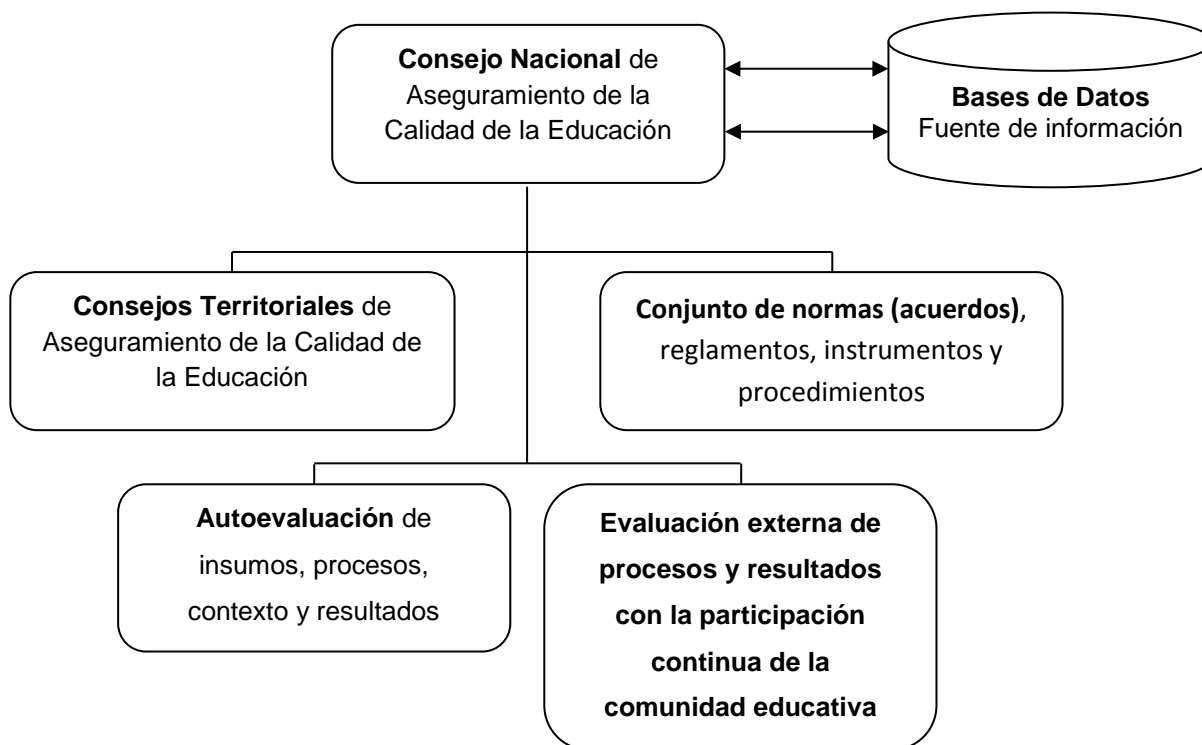 Consejo Nacional de
Aseguramiento de la
Calidad de la Educación
Bases de Datos
Fuente de información
Consejos Territoriales de
Aseguramiento de la Calidad de
la Educación
Conjunto de normas (acuerdos),
reglamentos, instrumentos y
procedimientos
Autoevaluación de
insumos, procesos,
contexto y resultados
Evaluación externa de
procesos y resultados
con la participación
continua de la
comunidad educativa